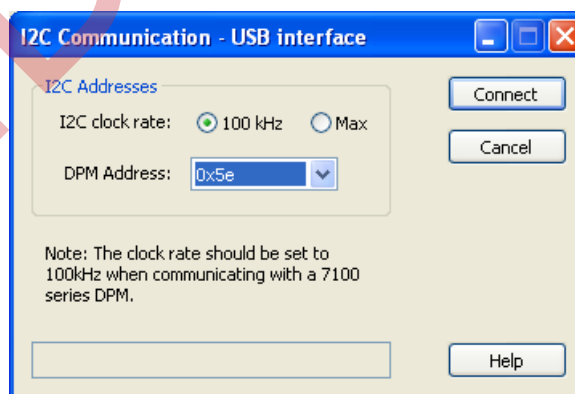 I2C Communication - USB interface
I2C Addresses
I2C clock rate: 100 kHz Max
DPM Address: 0x5e
Connect
Cancel
Note: The clock rate should be set to
100kHz when communicating with a 7100
series DPM.
Help